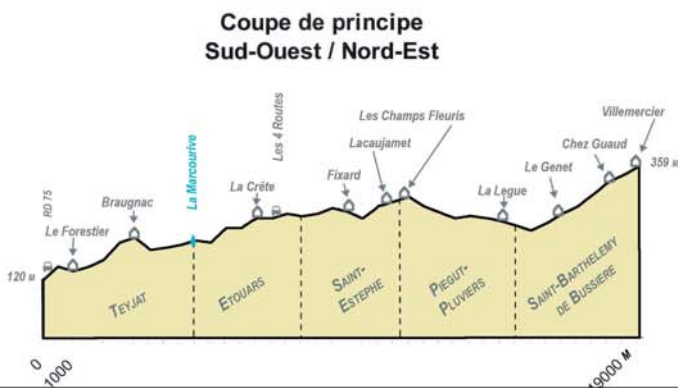 Coupe de principe
Sud-Ouest / Nord-Est
RD 75
Le Forestier
Braugnac
La Marcourive
La Crête
Les 4 Routes
Fixard
Lacaujamet
Les Champs Fleuris
La Legue
Le Genet
Chez Guaud
Villemercier
120 M
359 M
TEYJAT
ETOUARS
SAINT-
ESTEPHE
PIEGUT-
PLUVIERS
SAINT-BARTHELEMY
DE BUSSIERE
0
1000
19000 M